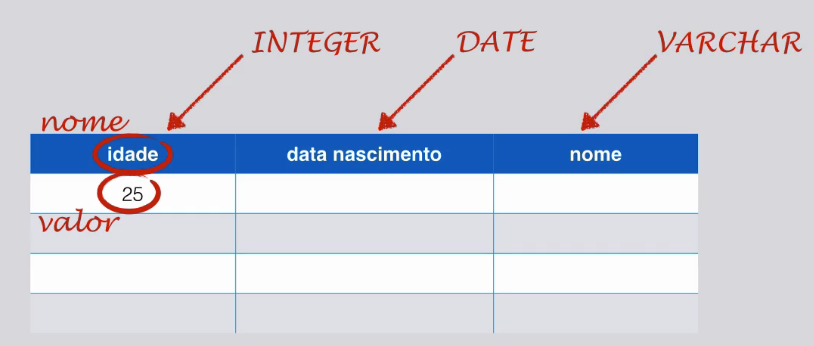 INTEGER DATE VARCHAR
nome
idade data nascimento nome
25
valor